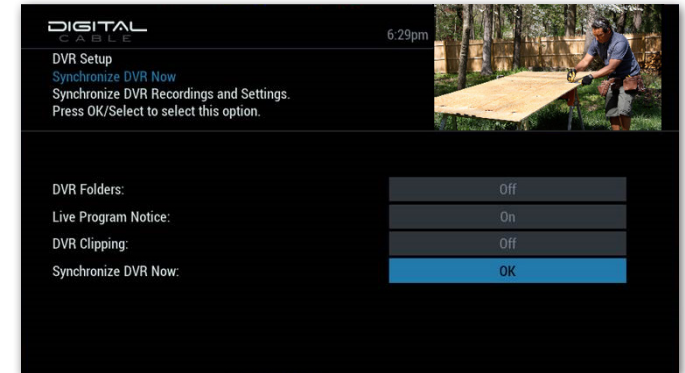 DIGITAL
CABLE
6:29pm
DVR Setup
Synchronize DVR Now
Synchronize DVR Recordings and Settings.
Press OK/Select to select this option.
DVR Folders: Off
Live Program Notice: On
DVR Clipping: Off
Synchronize DVR Now: OK